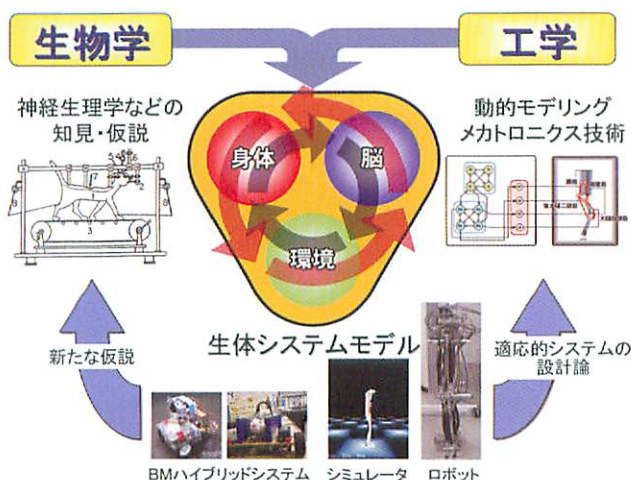 生物学
工学
神経生理学などの
知見・仮説
動的モデリング
メカトロニクス技術
身体
脳
環境
生体システムモデル
新たな仮説
適応的システムの
設計論
BMハイブリッドシステム
シミュレータ
ロボット